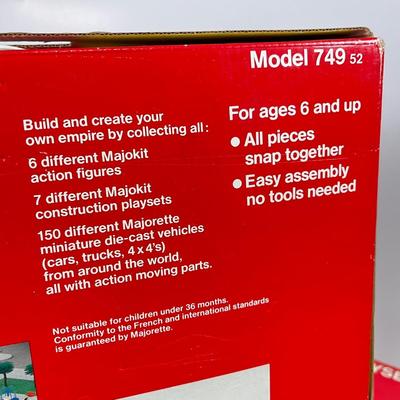 Model 749 52
Build and create your
own empire by collecting all:
6 different Majokit
action figures
7 different Majokit
construction playsets
150 different Majorette
miniature die-cast vehicles
(cars, trucks, 4x4's)
from around the world,
all with action moving parts.
For ages 6 and up
● All pieces
snap together
● Easy assembly
no tools needed
Not suitable for children under 36 months.
Conformity to the French and international standards
is guaranteed by Majorette.